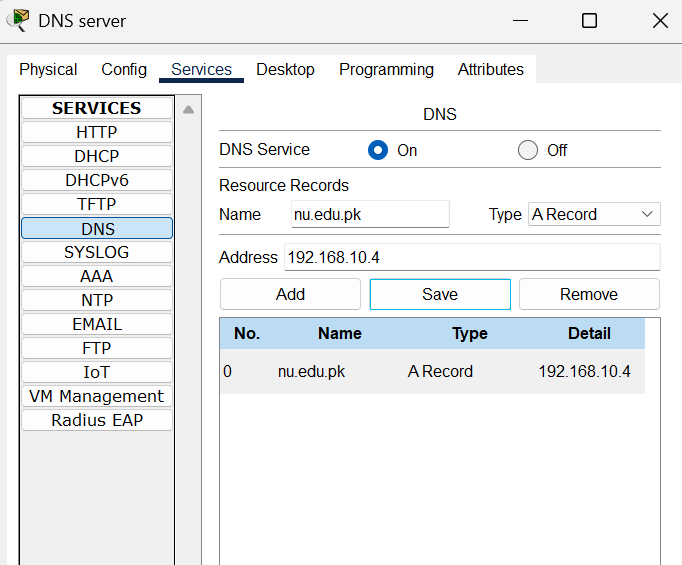 DNS server
Physical Config Services Desktop Programming Attributes
SERVICES
HTTP
DHCP
DHCPv6
TFTP
DNS
SYSLOG
AAA
NTP
EMAIL
FTP
IoT
VM Management
Radius EAP
DNS
DNS Service On Off
Resource Records
Name nu.edu.pk Type A Record
Address 192.168.10.4
Add Save Remove
No. Name Type Detail
0 nu.edu.pk A Record 192.168.10.4